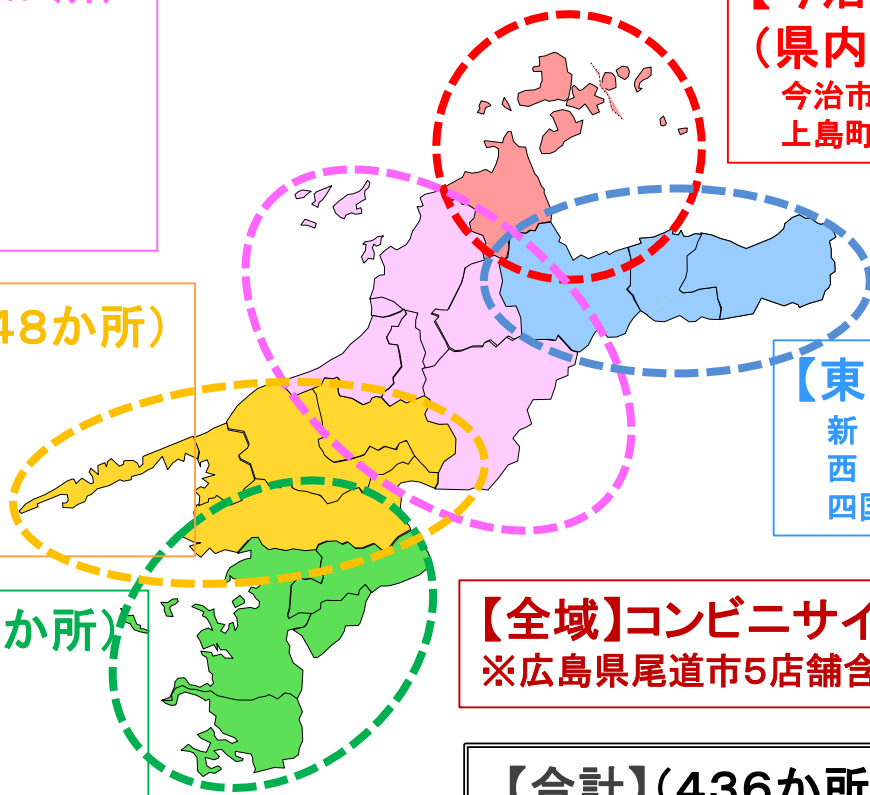 【今治
（県内
今治市
上島町
48か所）
【東
新
西
四国
か所）
【全域】コンビニサイ
※広島県尾道市5店舗含
【合計】（436か所